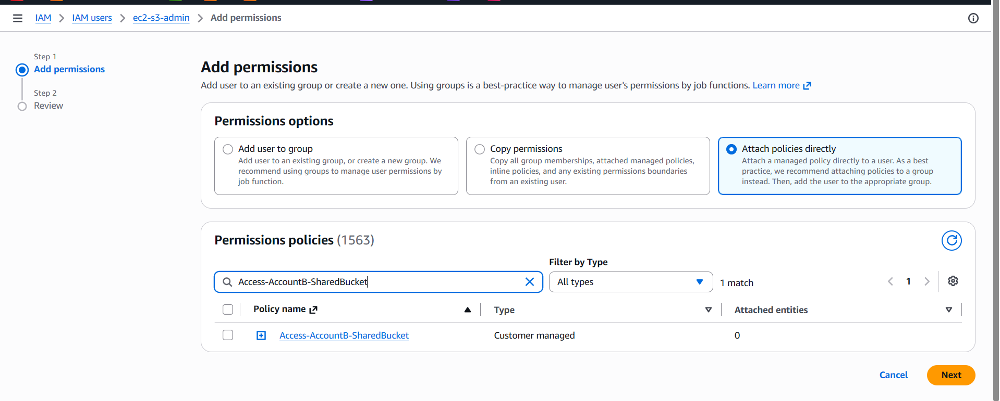 IAM > IAM users > ec2-s3-admin > Add permissions
Step 1
Add permissions
Step 2
Review
Add permissions
Add user to an existing group or create a new one. Using groups is a best-practice way to manage user's permissions by job functions. Learn more
Permissions options
Add user to group
Add user to an existing group, or create a new group. We
recommend using groups to manage user permissions by
job function.
Copy permissions
Copy all group memberships, attached managed policies,
inline policies, and any existing permissions boundaries
from an existing user.
Attach policies directly
Attach a managed policy directly to a user. As a best
practice, we recommend attaching policies to a group
instead. Then, add the user to the appropriate group.
Permissions policies (1563)
Filter by Type
Access-AccountB-SharedBucket
All types
1 match
1
Policy name
Type
Attached entities
Access-AccountB-SharedBucket
Customer managed
0
Cancel
Next